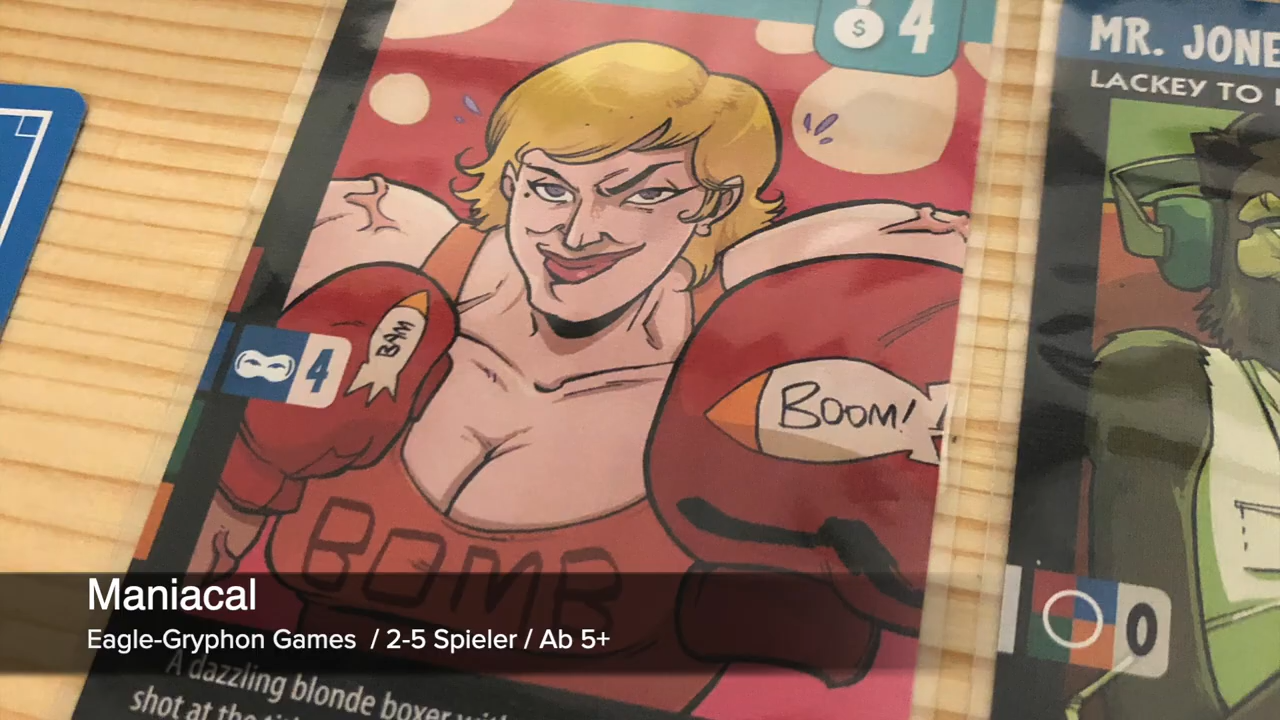 $ 4
MR. JONE
LACKEY TO
BAM
4
BOOM!
BOMB
0
Maniacal
Eagle-Gryphon Games / 2-5 Spieler / Ab 5+
A dazzling blonde boxer with
shot at the